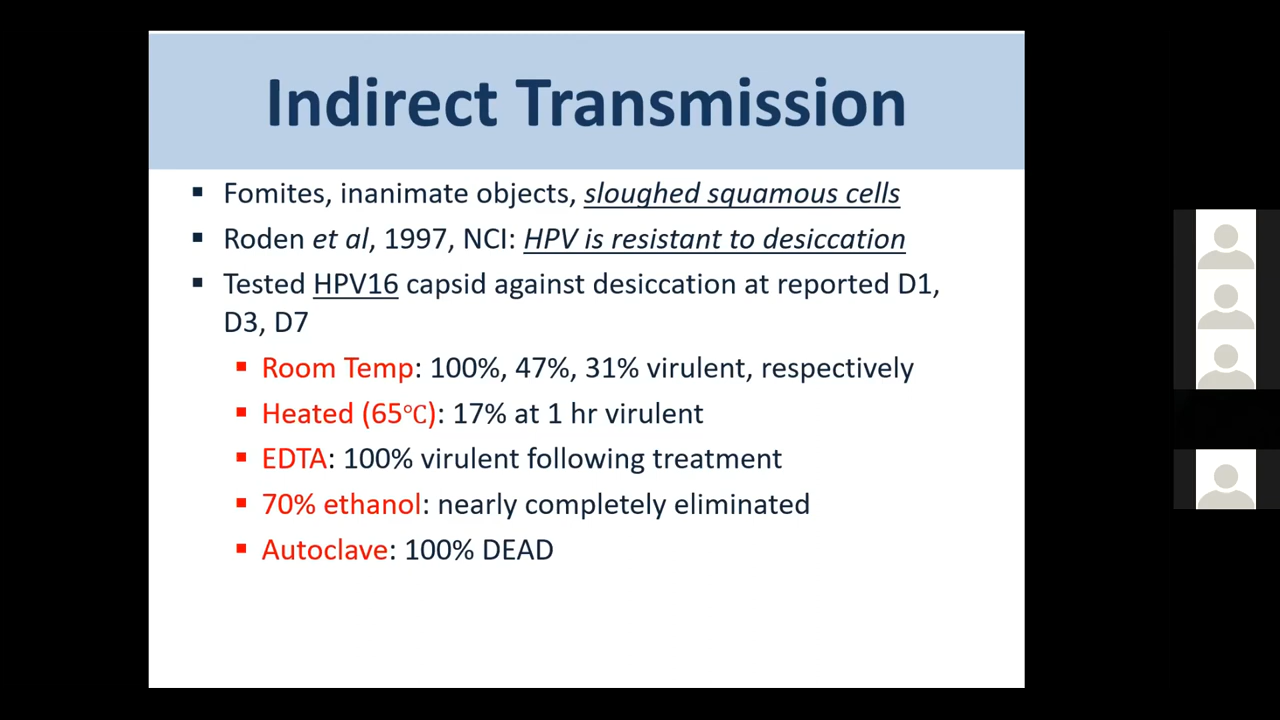 Indirect Transmission
▪ Fomites, inanimate objects, sloughed squamous cells
▪ Roden et al, 1997, NCI: HPV is resistant to desiccation
▪ Tested HPV16 capsid against desiccation at reported D1,
D3, D7
▪ Room Temp: 100%, 47%, 31% virulent, respectively
▪ Heated (65℃): 17% at 1 hr virulent
▪ EDTA: 100% virulent following treatment
▪ 70% ethanol: nearly completely eliminated
▪ Autoclave: 100% DEAD